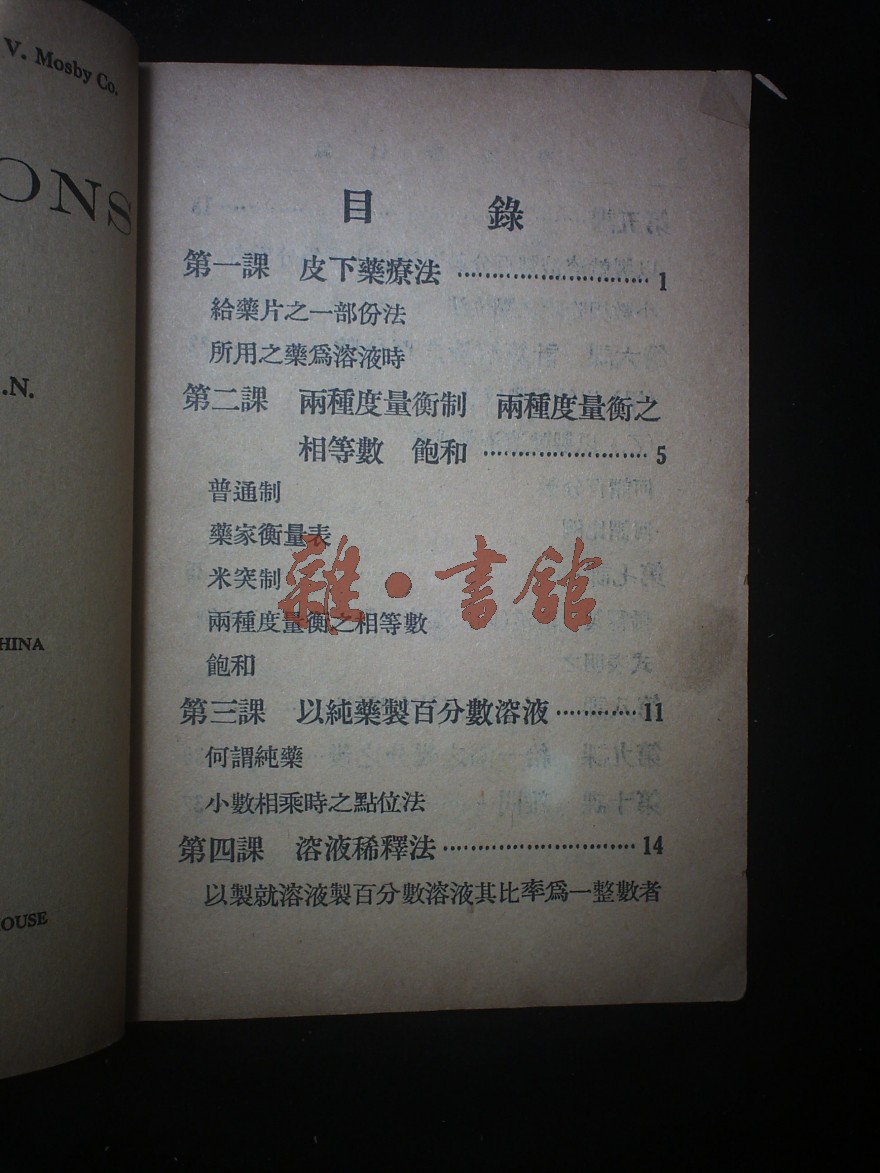 V. Mosby Co.
ONS
.N.
HINA
OUSE
目 錄
第一課 皮下藥療法 ........................ 1
給藥片之一部份法
所用之藥爲溶液時
第二課 兩種度量衡制 兩種度量衡之
相等數 飽和 ........................ 5
普通制
藥家衡量表
米突制
兩種度量衡之相等數
飽和
第三課 以純藥製百分數溶液 ............ 11
何謂純藥
小數相乘時之點位法
第四課 溶液稀釋法 ........................ 14
以製就溶液製百分數溶液其比率爲一整數者
雜·書館